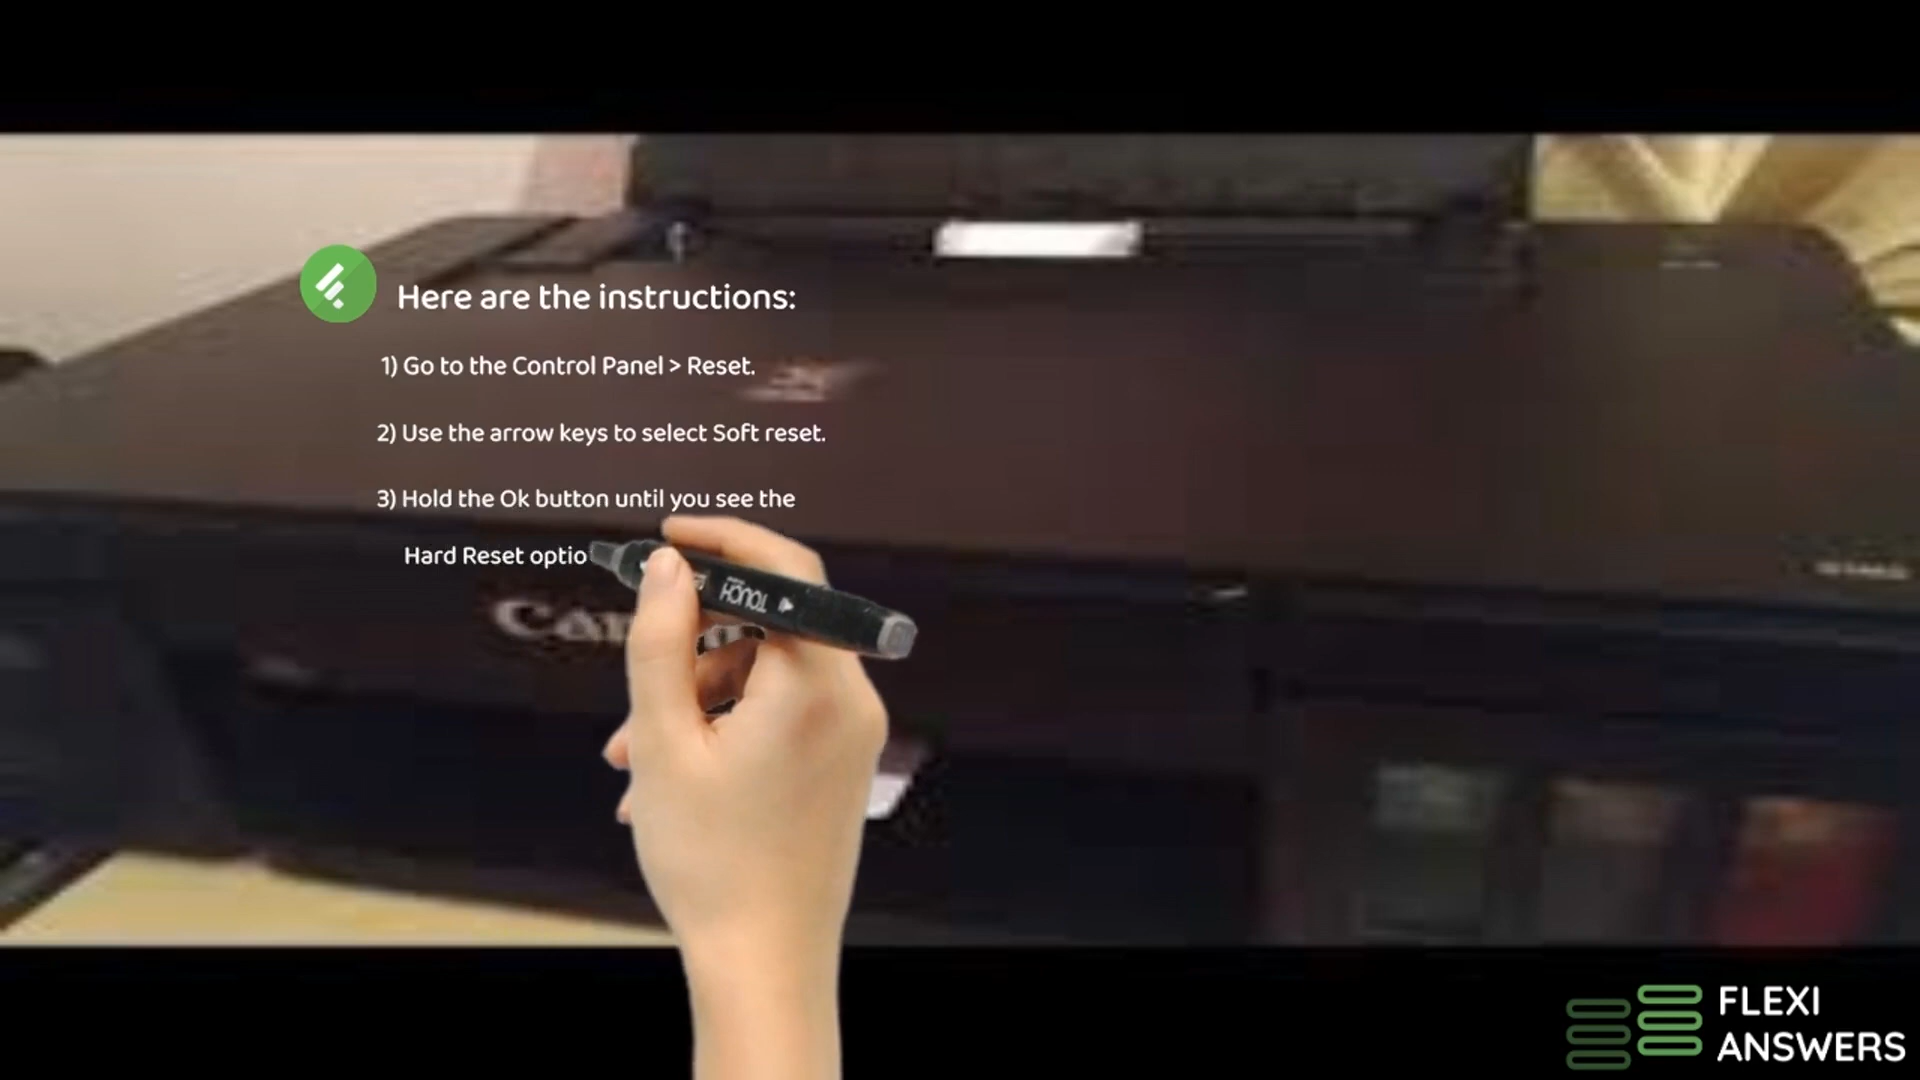 Here are the instructions:
1) Go to the Control Panel > Reset.
2) Use the arrow keys to select Soft reset.
3) Hold the Ok button until you see the
Hard Reset optio
TOUCH
FLEXI
ANSWERS